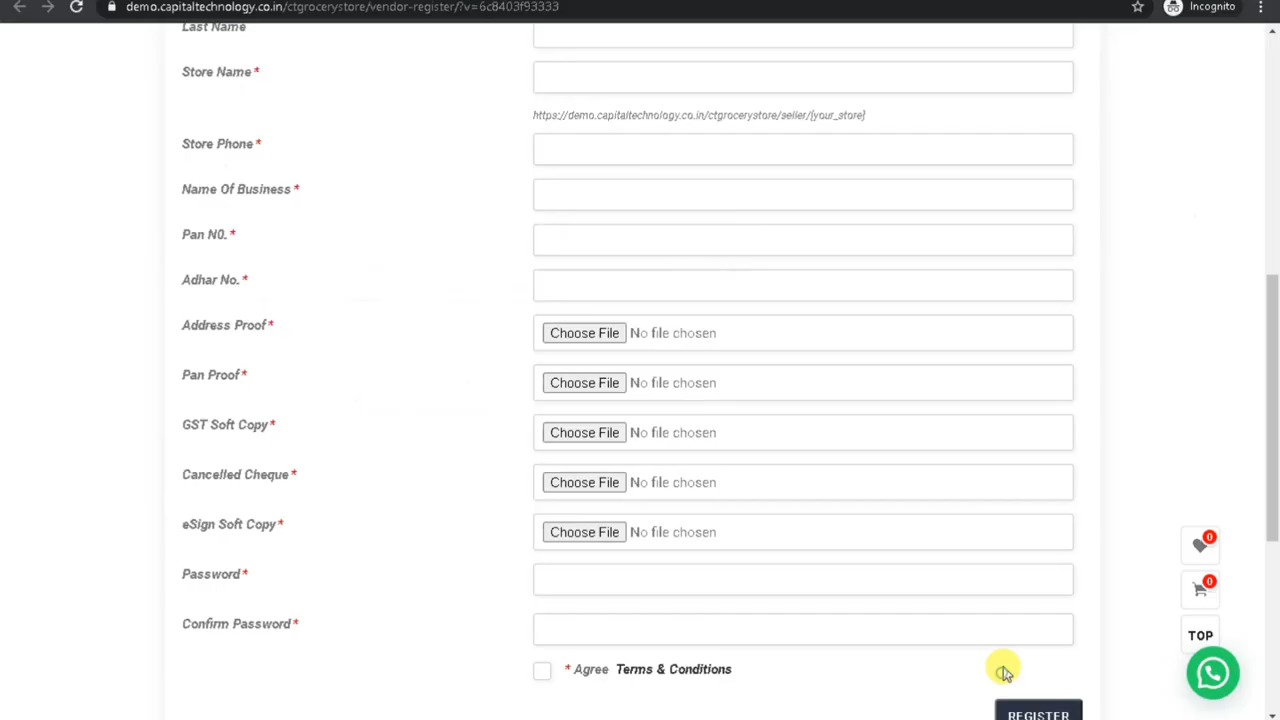 demo.capitaltechnology.co.in/ctgrocerystore/vendor-register/?v=6c8403f93333
Incognito
Last Name
Store Name*
https://demo.capitaltechnology.co.in/ctgrocerystore/seller/[your_store]
Store Phone*
Name Of Business*
Pan N0.*
Adhar No.*
Address Proof*
Choose File No file chosen
Pan Proof*
Choose File No file chosen
GST Soft Copy*
Choose File No file chosen
Cancelled Cheque*
Choose File No file chosen
eSign Soft Copy*
Choose File No file chosen
0
Password*
0
Confirm Password*
TOP
* Agree Terms & Conditions
REGISTER